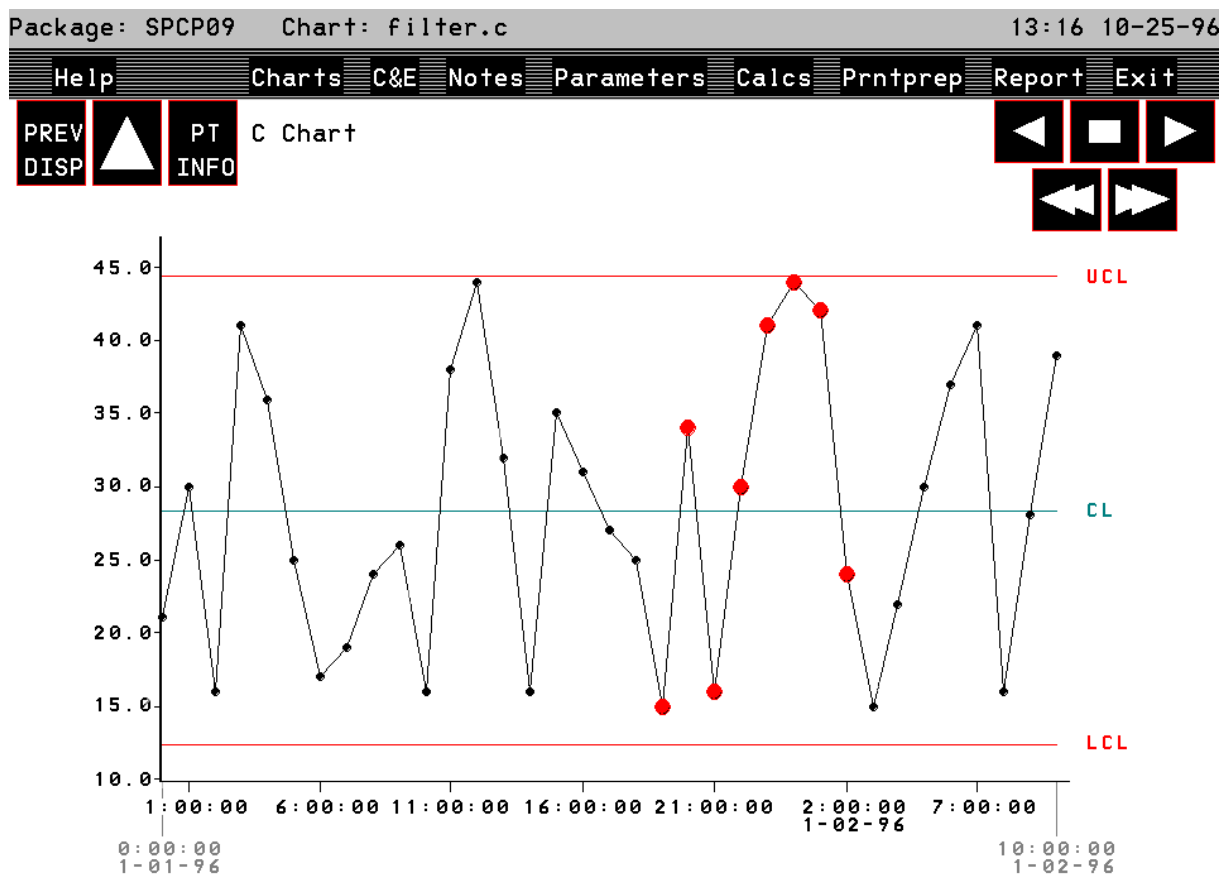 Package: SPCP09 Chart: filter.c 13:16 10-25-96
Help Charts C&E Notes Parameters Calcs Prntprep Report Exit
PREV DISP PT INFO C Chart
45.0 UCL
40.0
35.0
30.0
CL
25.0
20.0
15.0
LCL
10.0
1:00:00 6:00:00 11:00:00 16:00:00 21:00:00 2:00:00 7:00:00
1-02-96
0:00:00 10:00:00
1-01-96 1-02-96